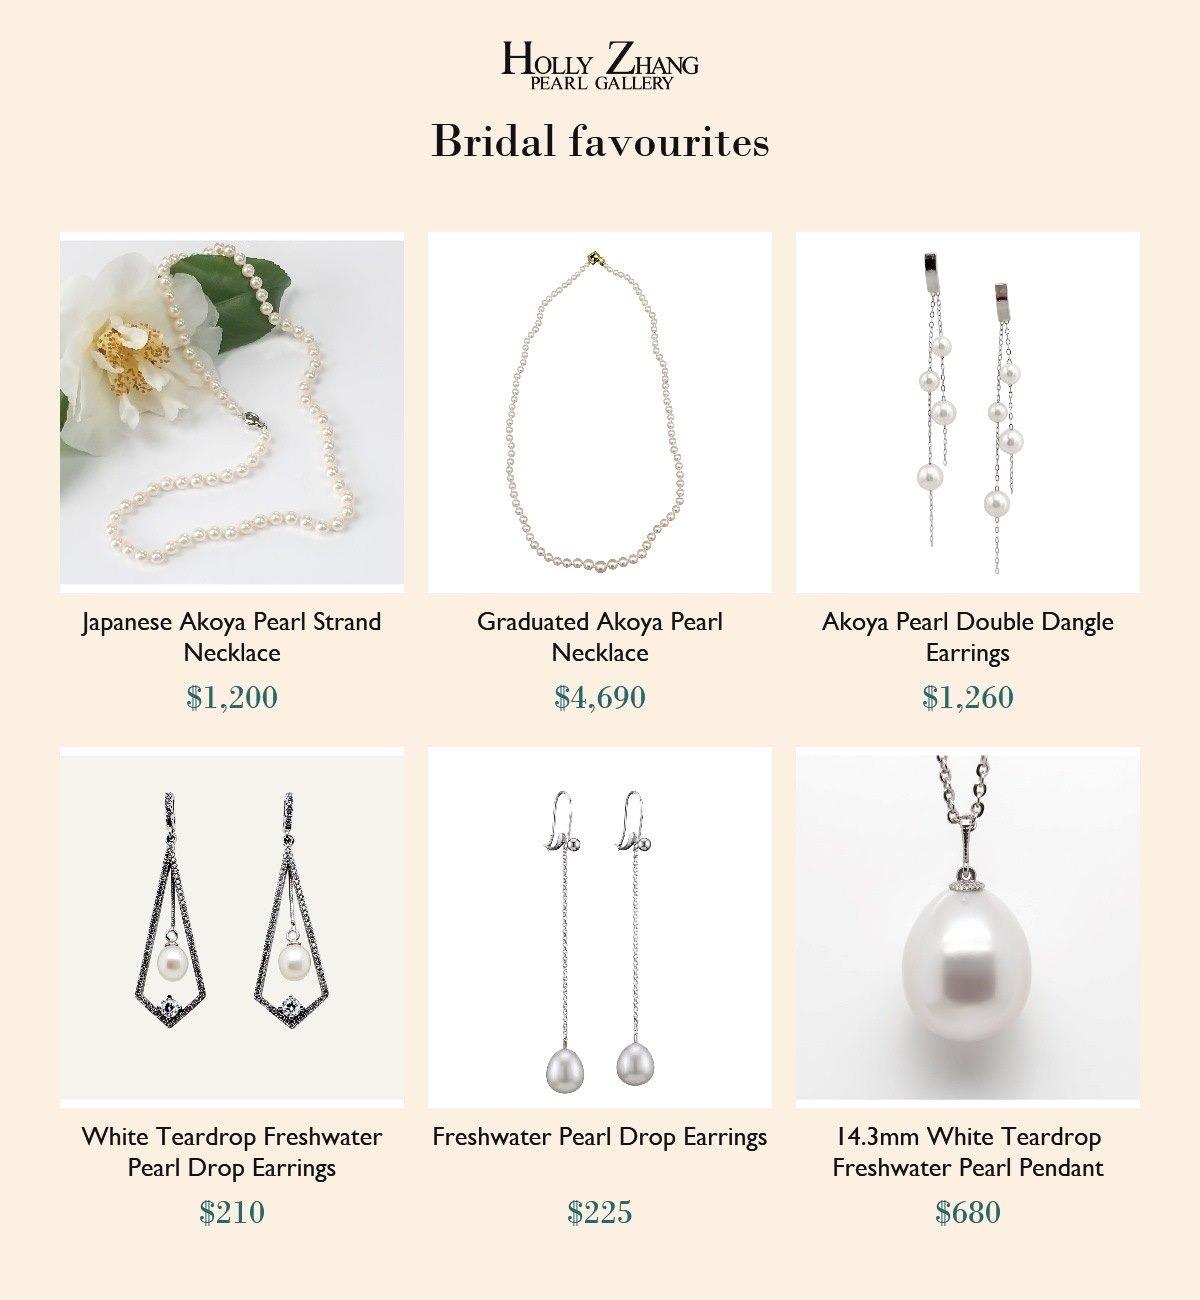 Holly Zhang
PEARL GALLERY
Bridal favourites
Japanese Akoya Pearl Strand
Necklace
$1,200
Graduated Akoya Pearl
Necklace
$4,690
Akoya Pearl Double Dangle
Earrings
$1,260
White Teardrop Freshwater
Pearl Drop Earrings
$210
Freshwater Pearl Drop Earrings
$225
14.3mm White Teardrop
Freshwater Pearl Pendant
$680